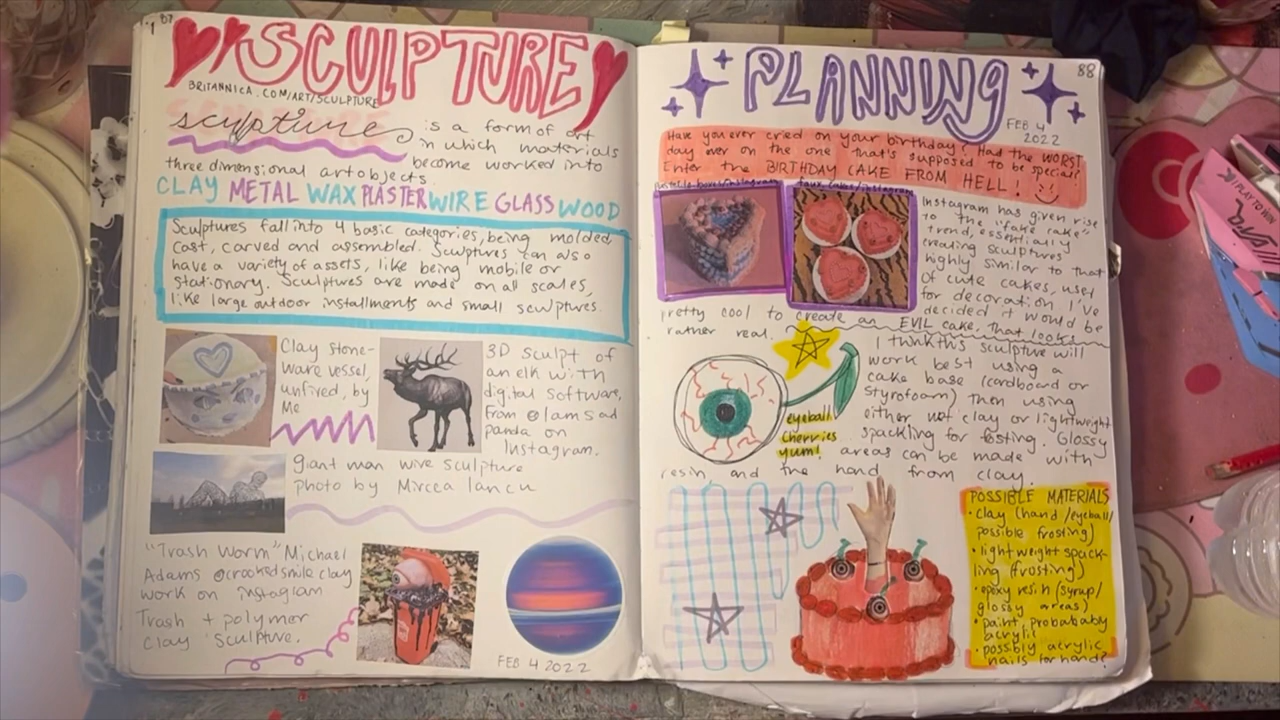 87
SCULPTURE
BRITANNICA.COM/ART/SCULPTURE
sculpture is a form of art
in which materials
become worked into
three dimensional art objects.
CLAY METAL WAX PLASTER WIRE GLASS WOOD
Sculptures fall into 4 basic categories, being molded,
cast, carved and assembled. Sculptures can also
have a variety of assets, like being mobile or
stationary. Sculptures are made on all scales,
like large outdoor installments and small sculptures.
Clay stone-
ware vessel,
unfired, by
Me
3D sculpt of
an elk with
digital software,
from @iamsad
panda on
Instagram.
giant man wire sculpture
photo by Mircea Iancu
"Trash Worm" Michael
Adams @crookedsmileclay
work on instagram
Trash + polymer
clay sculpture.
FEB 4 2022
88
PLANNING
FEB 4
2022
Have you ever cried on your birthday? Had the WORST
day ever on the one that's supposed to be special?
Enter the BIRTHDAY CAKE FROM HELL!
Instagram has given rise
to the "fake cake"
trend, essentially
creating sculptures
highly similar to that
of cute cakes, used
for decoration. I've
decided it would be
pretty cool to create an EVIL cake that looks
rather real.
I think this sculpture will
work best using a
cake base (cardboard or
styrofoam) then using
either hot clay or lightweight
spackling for fosting. Glossy
areas can be made with
resin, and the hand from clay.
eyeball
cherries
yum!
POSSIBLE MATERIALS
• clay (hand/eyeball/
possible frosting)
• lightweight spack-
ling (frosting)
• epoxy resin (syrup/
glossy areas)
• paint, probabably
acrylic
• possibly acrylic
nails for hand?